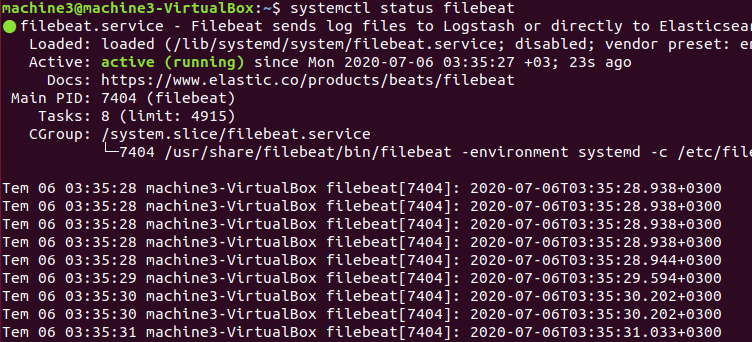 machine3@machine3-VirtualBox:~$ systemctl status filebeat
● filebeat.service - Filebeat sends log files to Logstash or directly to Elasticsear
Loaded: loaded (/lib/systemd/system/filebeat.service; disabled; vendor preset: en
Active: active (running) since Mon 2020-07-06 03:35:27 +03; 23s ago
Docs: https://www.elastic.co/products/beats/filebeat
Main PID: 7404 (filebeat)
Tasks: 8 (limit: 4915)
CGroup: /system.slice/filebeat.service
└─7404 /usr/share/filebeat/bin/filebeat -environment systemd -c /etc/file
Tem 06 03:35:28 machine3-VirtualBox filebeat[7404]: 2020-07-06T03:35:28.938+0300
Tem 06 03:35:28 machine3-VirtualBox filebeat[7404]: 2020-07-06T03:35:28.938+0300
Tem 06 03:35:28 machine3-VirtualBox filebeat[7404]: 2020-07-06T03:35:28.938+0300
Tem 06 03:35:28 machine3-VirtualBox filebeat[7404]: 2020-07-06T03:35:28.938+0300
Tem 06 03:35:28 machine3-VirtualBox filebeat[7404]: 2020-07-06T03:35:28.944+0300
Tem 06 03:35:29 machine3-VirtualBox filebeat[7404]: 2020-07-06T03:35:29.594+0300
Tem 06 03:35:30 machine3-VirtualBox filebeat[7404]: 2020-07-06T03:35:30.202+0300
Tem 06 03:35:30 machine3-VirtualBox filebeat[7404]: 2020-07-06T03:35:30.202+0300
Tem 06 03:35:31 machine3-VirtualBox filebeat[7404]: 2020-07-06T03:35:31.033+0300